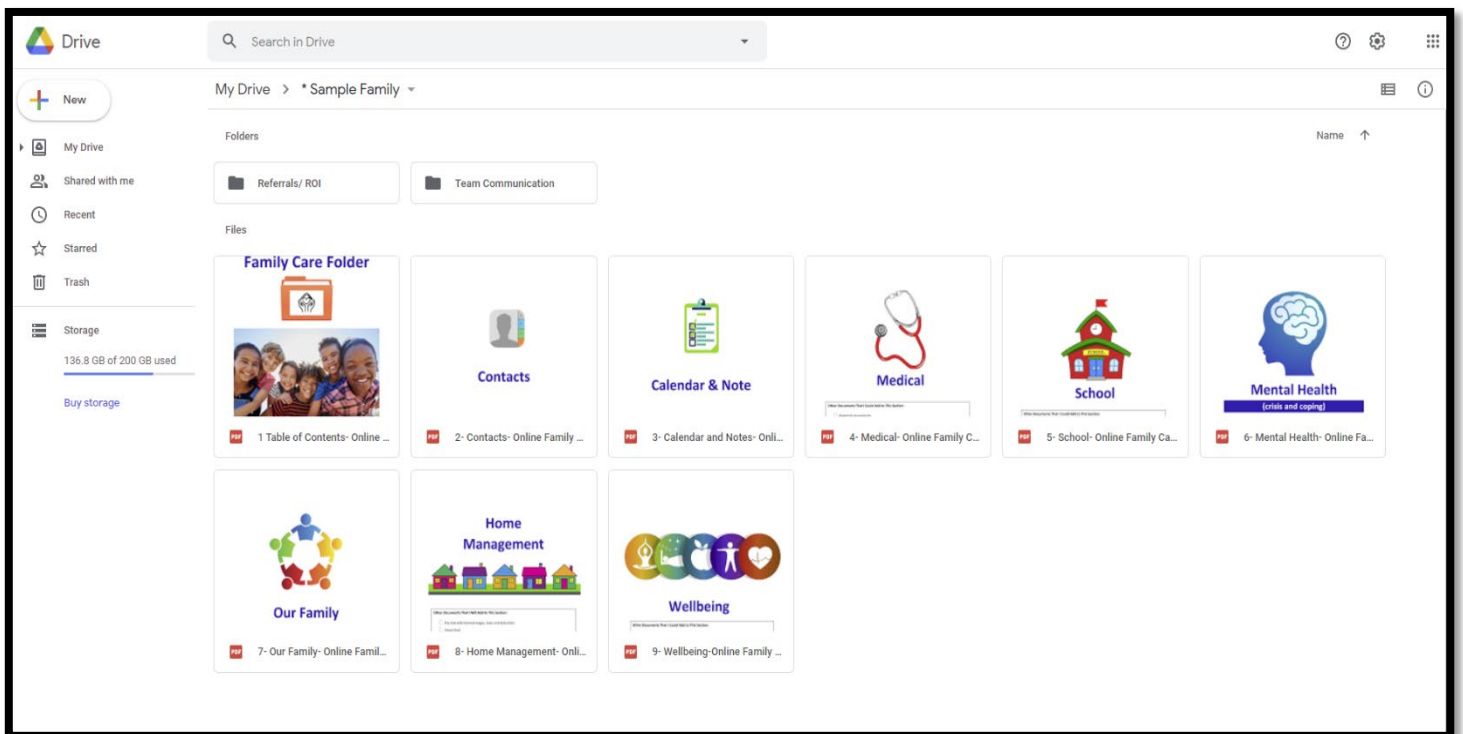 Drive
Search in Drive
New
My Drive > * Sample Family
My Drive
Shared with me
Recent
Starred
Trash
Storage
136.8 GB of 200 GB used
Buy storage
Folders
Name
Referrals/ ROI
Team Communication
Files
Family Care Folder
1 Table of Contents- Online ...
Contacts
2- Contacts- Online Family ...
Calendar & Note
3- Calendar and Notes- Onli...
Medical
4- Medical- Online Family C...
SCHOOL
School
5- School- Online Family Ca...
Mental Health
(crisis and coping)
6- Mental Health- Online Fa...
Our Family
7- Our Family- Online Famil...
Home
Management
8- Home Management- Onli...
Wellbeing
9- Wellbeing-Online Family ...